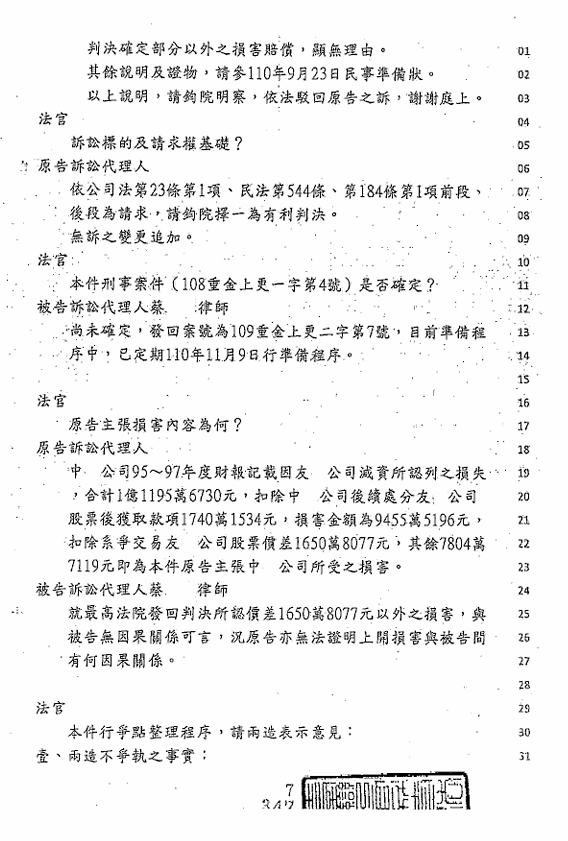 判決確定部分以外之損害賠償，顯無理由。 01
其餘說明及證物，請參110年9月23日民事準備狀。 02
以上說明，請鈞院明察，依法駁回原告之訴，謝謝庭上。 03
法官 04
訴訟標的及請求權基礎？ 05
原告訴訟代理人 06
依公司法第23條第1項、民法第544條、第184條第1項前段、 07
後段為請求，請鈞院擇一為有利判決。 08
無訴之變更追加。 09
法官 10
本件刑事案件（108重金上更一字第4號）是否確定？ 11
被告訴訟代理人蔡　　律師 12
尚未確定，發回案號為109重金上更二字第7號，目前準備程 13
序中，已定期110年11月9日行準備程序。 14
15
法官 16
原告主張損害內容為何？ 17
原告訴訟代理人 18
中　公司95～97年度財報記載因友　公司減資所認列之損失 19
，合計1億1195萬6730元，扣除中　公司後續處分友　公司 20
股票後獲取款項1740萬1534元，損害金額為9455萬5196元， 21
扣除系爭交易友　公司股票價差1650萬8077元，其餘7804萬 22
7119元即為本件原告主張中　公司所受之損害。 23
被告訴訟代理人蔡　　律師 24
就最高法院發回判決所認價差1650萬8077元以外之損害，與 25
被告無因果關係可言，況原告亦無法證明上開損害與被告間 26
有何因果關係。 27
28
法官 29
本件行爭點整理程序，請兩造表示意見： 30
壹、兩造不爭執之事實： 31
7
347